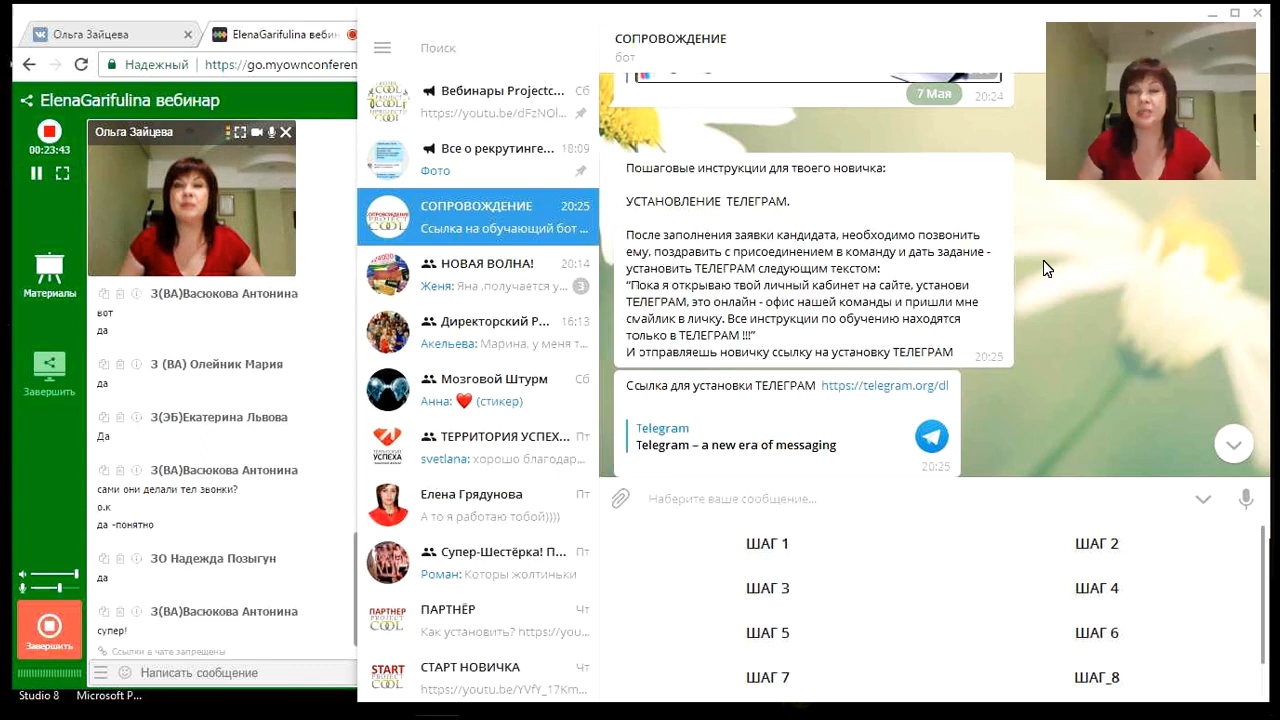 Ольга Зайцева
ElenaGarifulina веби
Надежный
https://go.myownconferen
ElenaGarifulina вебинар
00:23:43
Материалы
Завершить
Завершить
Ольга Зайцева
З(ВА)Васюкова Антонина
вот
да
З (ВА) Олейник Мария
да
З(ЭБ)Екатерина Львова
Да
З(ВА)Васюкова Антонина
сами они делали тел звонки?
о.к
да -понятно
ЗО Надежда Позыгун
да
З(ВА)Васюкова Антонина
супер!
Ссылки в чате запрещены
Написать сообщение
Studio 8
Microsoft P...
Поиск
Вебинары Projectc... Сб
https://youtu.be/dFzNOl...
Все о рекрутинге... 18:09
Фото
СОПРОВОЖДЕНИЕ 20:25
Ссылка на обучающий бот ...
НОВАЯ ВОЛНА! 20:14
Женя: Яна ,получается у... 3
Директорский Р... 16:13
Акельева: Марина, у меня т...
Мозговой Штурм Сб
Анна: ❤️ (стикер)
ТЕРРИТОРИЯ УСПЕХ... Пт
svetlana: хорошо благодар...
Елена Грядунова Пт
А то я работаю тобой))))
Супер-Шестёрка! П... Пт
Роман: Которы жолтиньки
ПАРТНЁР Чт
Как установить? https://you...
СТАРТ НОВИЧКА Чт
https://youtu.be/YVfY_17Km...
СОПРОВОЖДЕНИЕ
бот
20:24
7 Мая
Пошаговые инструкции для твоего новичка:
УСТАНОВЛЕНИЕ ТЕЛЕГРАМ.
После заполнения заявки кандидата, необходимо позвонить
ему, поздравить с присоединением в команду и дать задание -
установить ТЕЛЕГРАМ следующим текстом:
“Пока я открываю твой личный кабинет на сайте, установи
ТЕЛЕГРАМ, это онлайн - офис нашей команды и пришли мне
смайлик в личку. Все инструкции по обучению находятся
только в ТЕЛЕГРАМ !!!”
И отправляешь новичку ссылку на установку ТЕЛЕГРАМ
20:25
Ссылка для установки ТЕЛЕГРАМ https://telegram.org/dl
Telegram
Telegram – a new era of messaging
20:25
Наберите ваше сообщение...
ШАГ 1
ШАГ 2
ШАГ 3
ШАГ 4
ШАГ 5
ШАГ 6
ШАГ 7
ШАГ_8